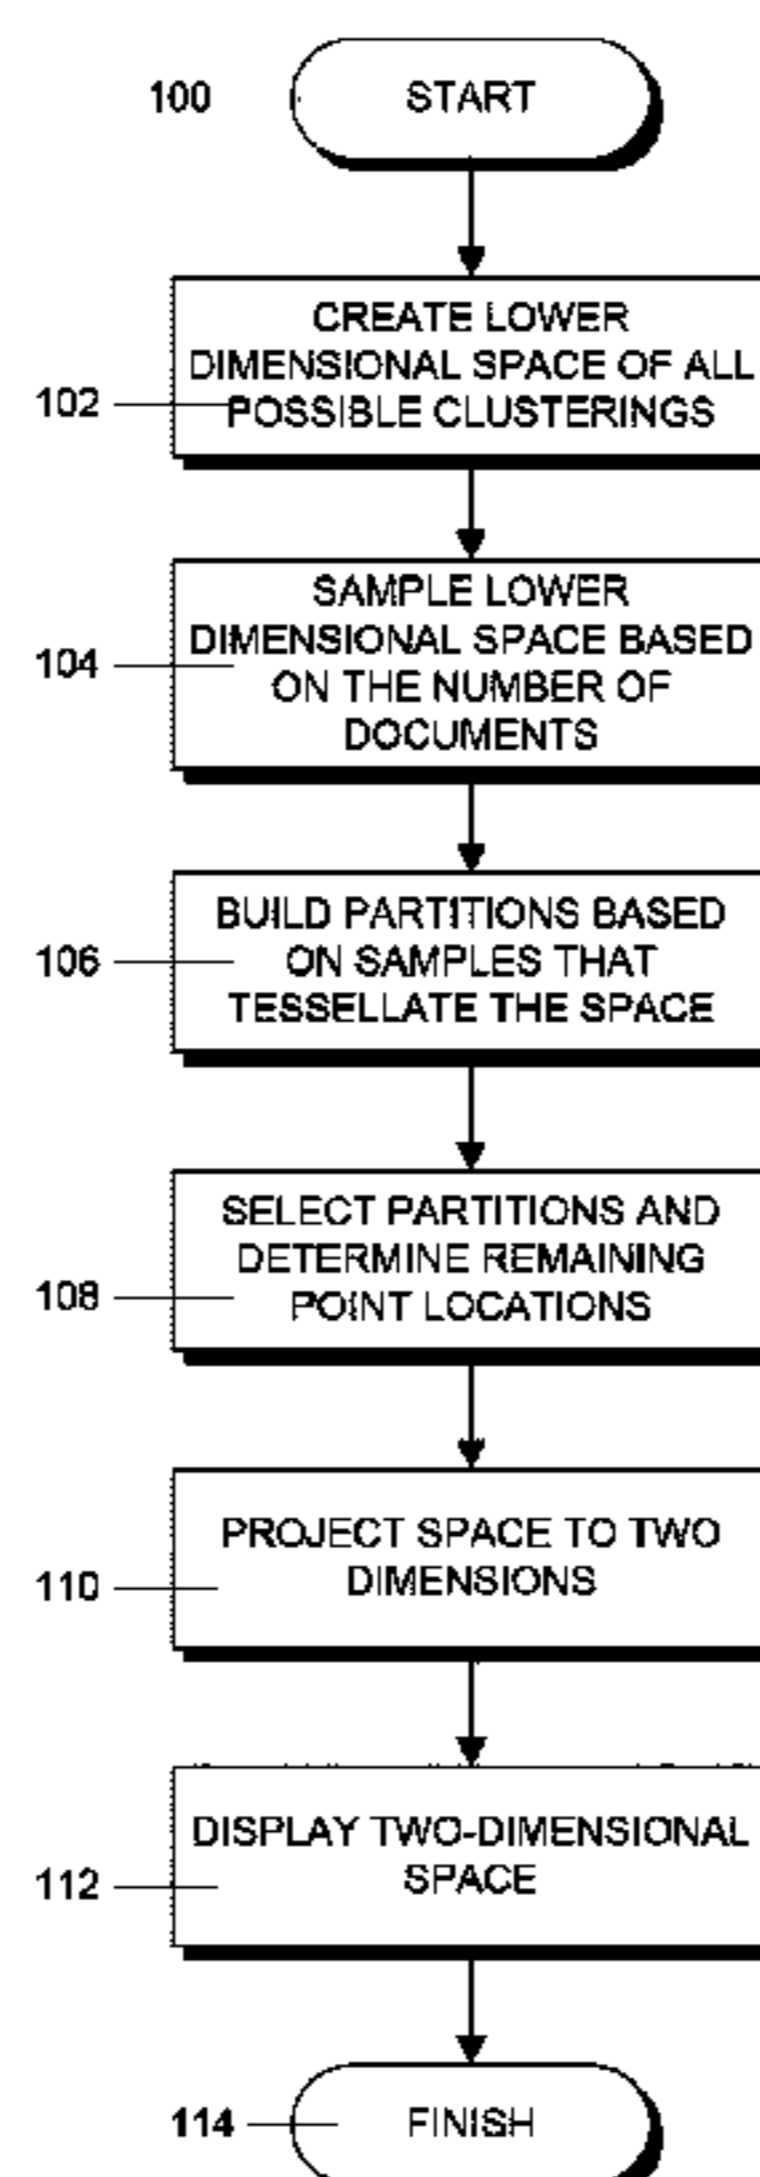 100 START
CREATE LOWER
DIMENSIONAL SPACE OF ALL
102 POSSIBLE CLUSTERINGS
SAMPLE LOWER
DIMENSIONAL SPACE BASED
104
ON THE NUMBER OF
DOCUMENTS
BUILD PARTITIONS BASED
106 ON SAMPLES THAT
TESSELLATE THE SPACE
SELECT PARTITIONS AND
DETERMINE REMAINING
108 POINT LOCATIONS
PROJECT SPACE TO TWO
110 DIMENSIONS
DISPLAY TWO-DIMENSIONAL
112 SPACE
114 FINISH